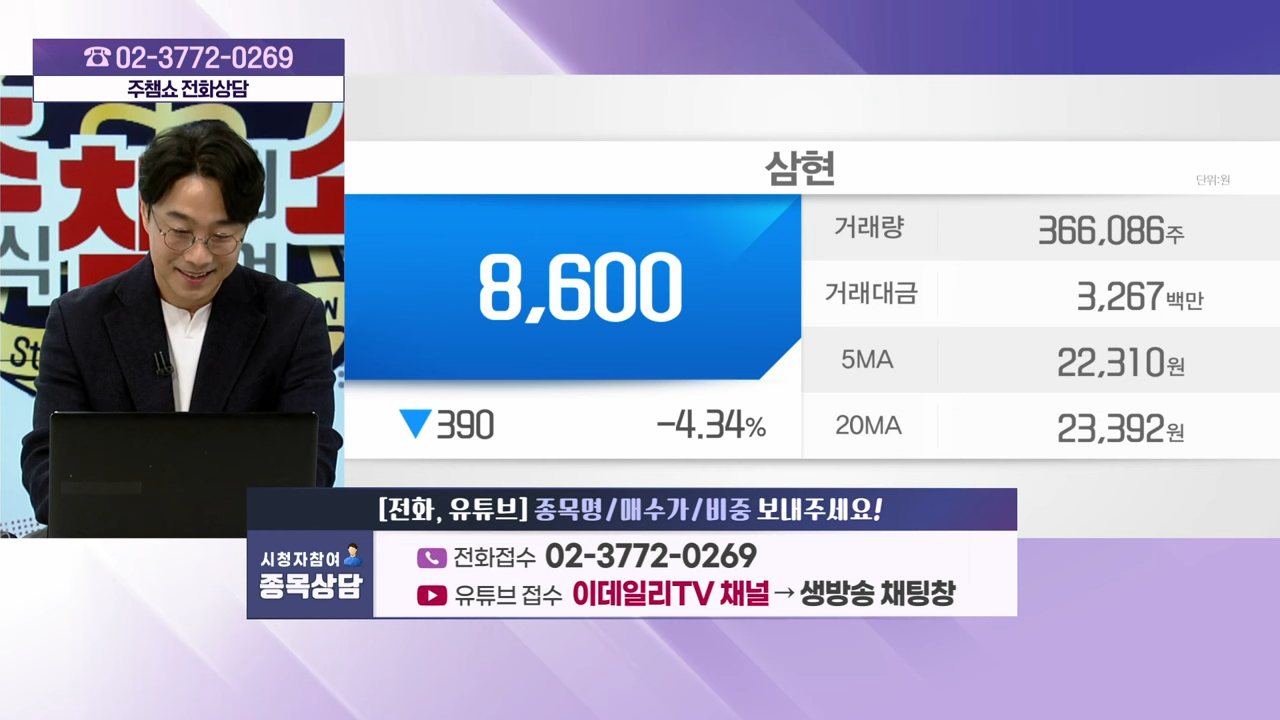 ☎02-3772-0269
주챔쇼 전화상담
식
St
삼현
단위:원
8,600
▼390 -4.34%
거래량 366,086주
거래대금 3,267백만
5MA 22,310원
20MA 23,392원
[전화, 유튜브] 종목명/매수가/비중 보내주세요!
시청자참여
종목상담
전화접수 02-3772-0269
유튜브 접수 이데일리TV 채널→생방송 채팅창